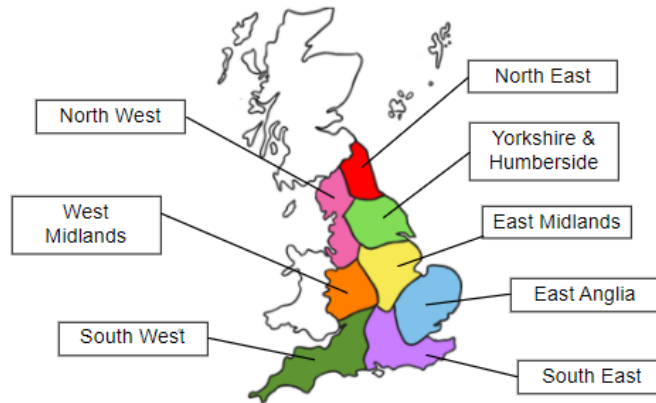 North East
North West
Yorkshire &
Humberside
West
Midlands
East Midlands
East Anglia
South West
South East